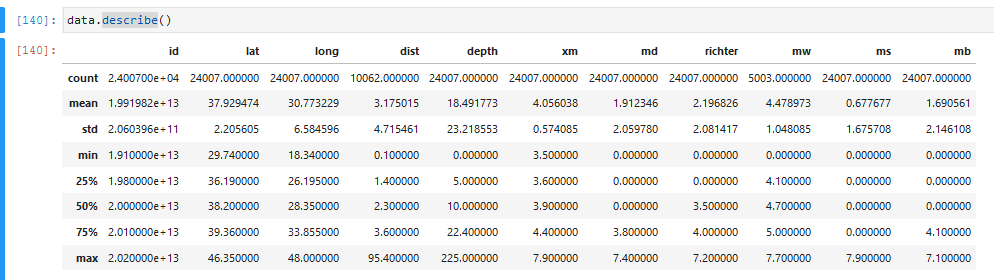 [140]: data.describe()
[140]: id lat long dist depth xm md richter mw ms mb
count 2.400700e+04 24007.000000 24007.000000 10062.000000 24007.000000 24007.000000 24007.000000 24007.000000 5003.000000 24007.000000 24007.000000
mean 1.991982e+13 37.929474 30.773229 3.175015 18.491773 4.056038 1.912346 2.196826 4.478973 0.677677 1.690561
std 2.060396e+11 2.205605 6.584596 4.715461 23.218553 0.574085 2.059780 2.081417 1.048085 1.675708 2.146108
min 1.910000e+13 29.740000 18.340000 0.100000 0.000000 3.500000 0.000000 0.000000 0.000000 0.000000 0.000000
25% 1.980000e+13 36.190000 26.195000 1.400000 5.000000 3.600000 0.000000 0.000000 4.100000 0.000000 0.000000
50% 2.000000e+13 38.200000 28.350000 2.300000 10.000000 3.900000 0.000000 3.500000 4.700000 0.000000 0.000000
75% 2.010000e+13 39.360000 33.855000 3.600000 22.400000 4.400000 3.800000 4.000000 5.000000 0.000000 4.100000
max 2.020000e+13 46.350000 48.000000 95.400000 225.000000 7.900000 7.400000 7.200000 7.700000 7.900000 7.100000